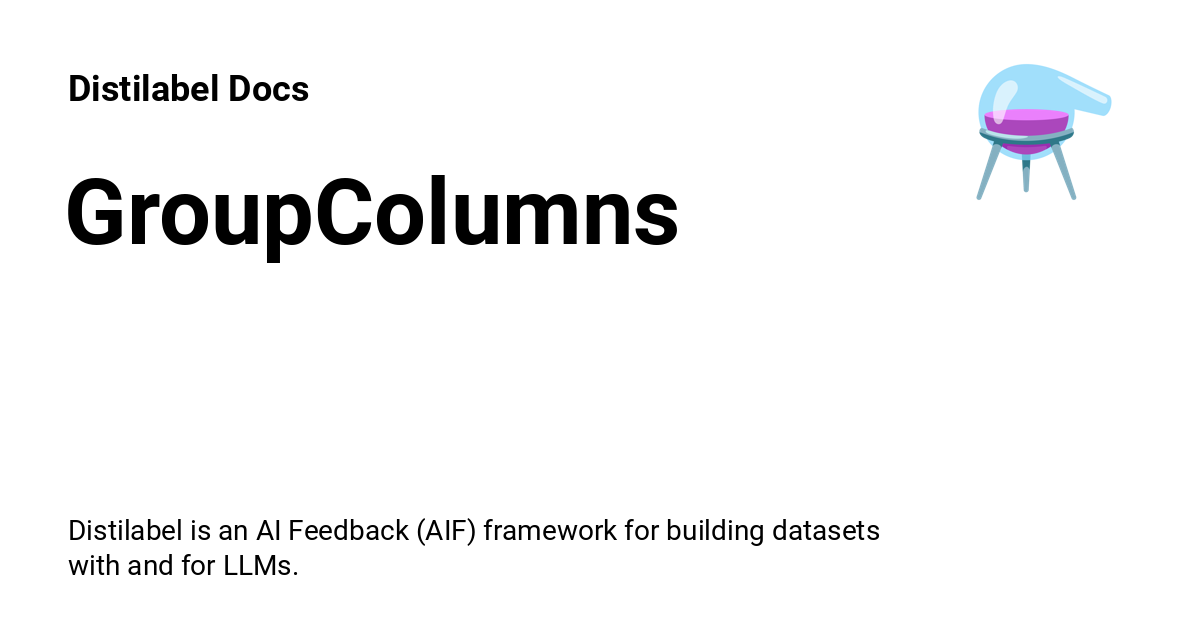 Distilabel Docs
GroupColumns
Distilabel is an AI Feedback (AIF) framework for building datasets
with and for LLMs.